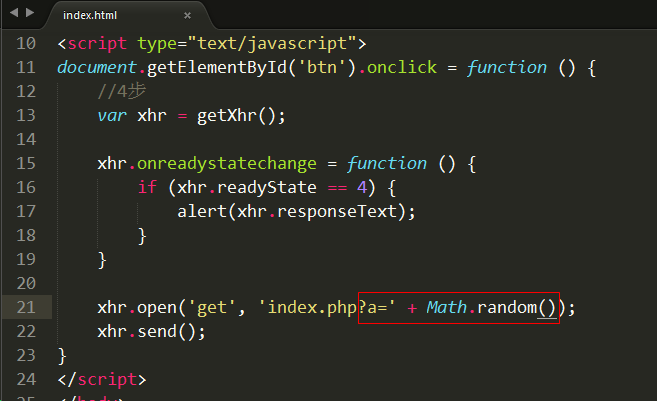 index.html ×
10 <script type="text/javascript">
11 document.getElementById('btn').onclick = function () {
12 //4步
13 var xhr = getXhr();
14
15 xhr.onreadystatechange = function () {
16 if (xhr.readyState == 4) {
17 alert(xhr.responseText);
18 }
19 }
20
21 xhr.open('get', 'index.php?a=' + Math.random());
22 xhr.send();
23 }
24 </script>
25 </body>